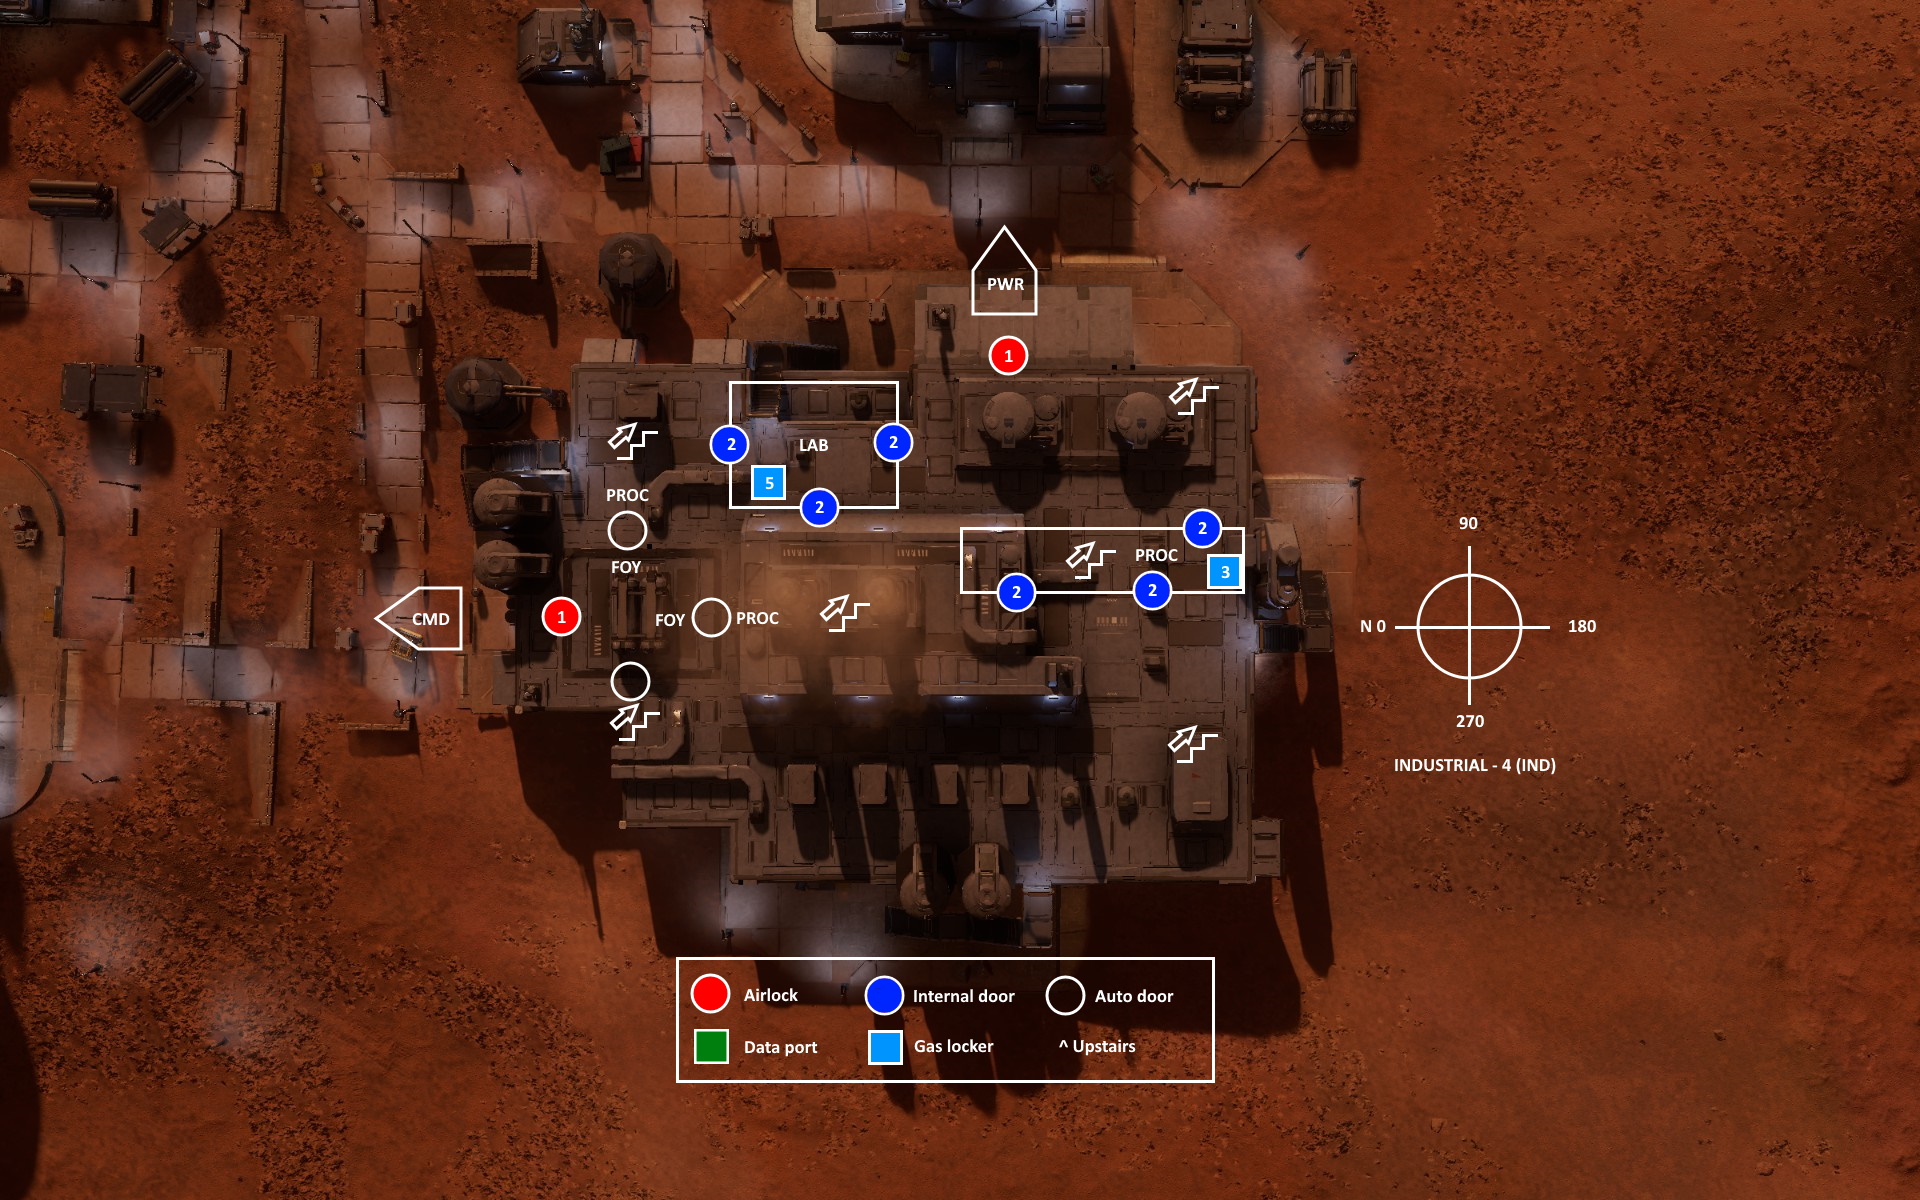 PWR
1
2
LAB
2
5
2
PROC
FOY
2
PROC
3
2
2
90
N 0
180
270
INDUSTRIAL - 4 (IND)
CMD
1
FOY
PROC
Airlock
Internal door
Auto door
Data port
Gas locker
^ Upstairs